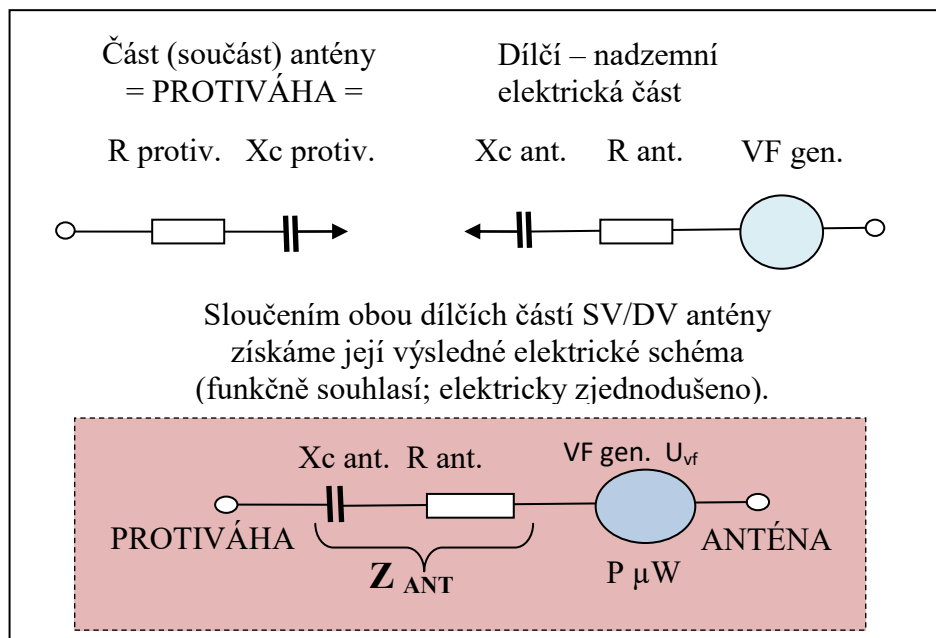 Část (součást) antény
= PROTIVÁHA =
Dílčí – nadzemní
elektrická část
R protiv. Xc protiv.
Xc ant. R ant. VF gen.
Sloučením obou dílčích částí SV/DV antény
získáme její výsledné elektrické schéma
(funkčně souhlasí; elektricky zjednodušeno).
Xc ant. R ant. VF gen. Uvf
PROTIVÁHA ANTÉNA
Z ANT P µW